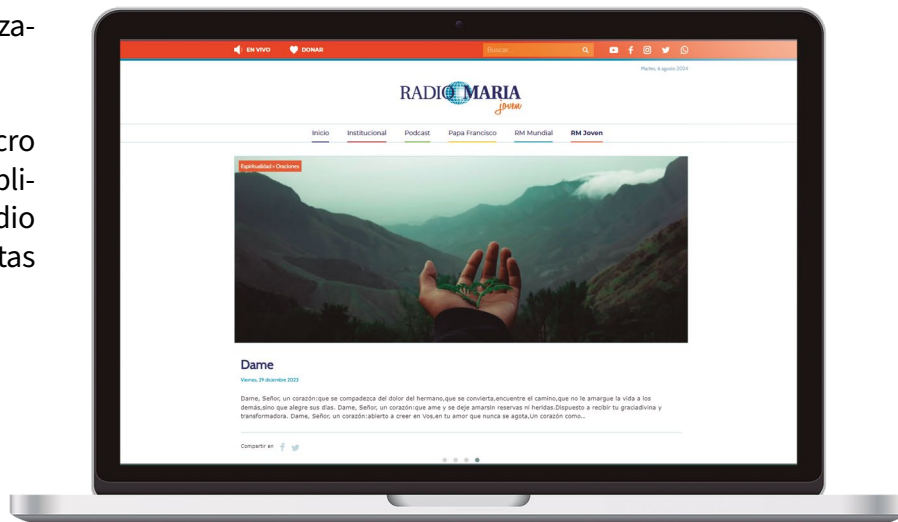 za-
cro
bli-
dio
tas
EN VIVO DONAR Buscar...
Martes, 6 agosto 2024
RADIO MARIA
joven
Inicio Institucional Podcast Papa Francisco RM Mundial RM Joven
Espiritualidad > Oraciones
Dame
Viernes, 29 diciembre 2023
Dame, Señor, un corazón:que se compadezca del dolor del hermano,que se convierta,encuentre el camino,que no le amargue la vida a los
demás,sino que alegre sus días. Dame, Señor, un corazón:que ame y se deje amarsin reservas ni heridas.Dispuesto a recibir tu graciadivina y
transformadora. Dame, Señor, un corazón:abierto a creer en Vos,en tu amor que nunca se agota,Un corazón como...
Compartir en